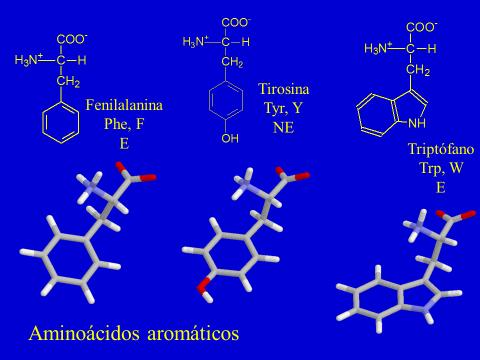 COO⁻
H₃N⁺—C—H
CH₂
Fenilalanina
Phe, F
E
COO⁻
H₃N⁺—C—H
CH₂
OH
Tirosina
Tyr, Y
NE
COO⁻
H₃N⁺—C—H
CH₂
NH
Triptófano
Trp, W
E
Aminoácidos aromáticos